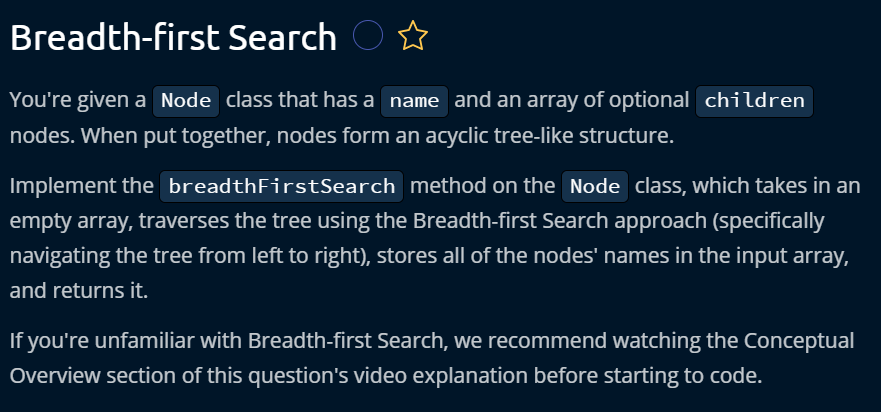 Breadth-first Search
You're given a Node class that has a name and an array of optional children
nodes. When put together, nodes form an acyclic tree-like structure.
Implement the breadthFirstSearch method on the Node class, which takes in an
empty array, traverses the tree using the Breadth-first Search approach (specifically
navigating the tree from left to right), stores all of the nodes' names in the input array,
and returns it.
If you're unfamiliar with Breadth-first Search, we recommend watching the Conceptual
Overview section of this question's video explanation before starting to code.